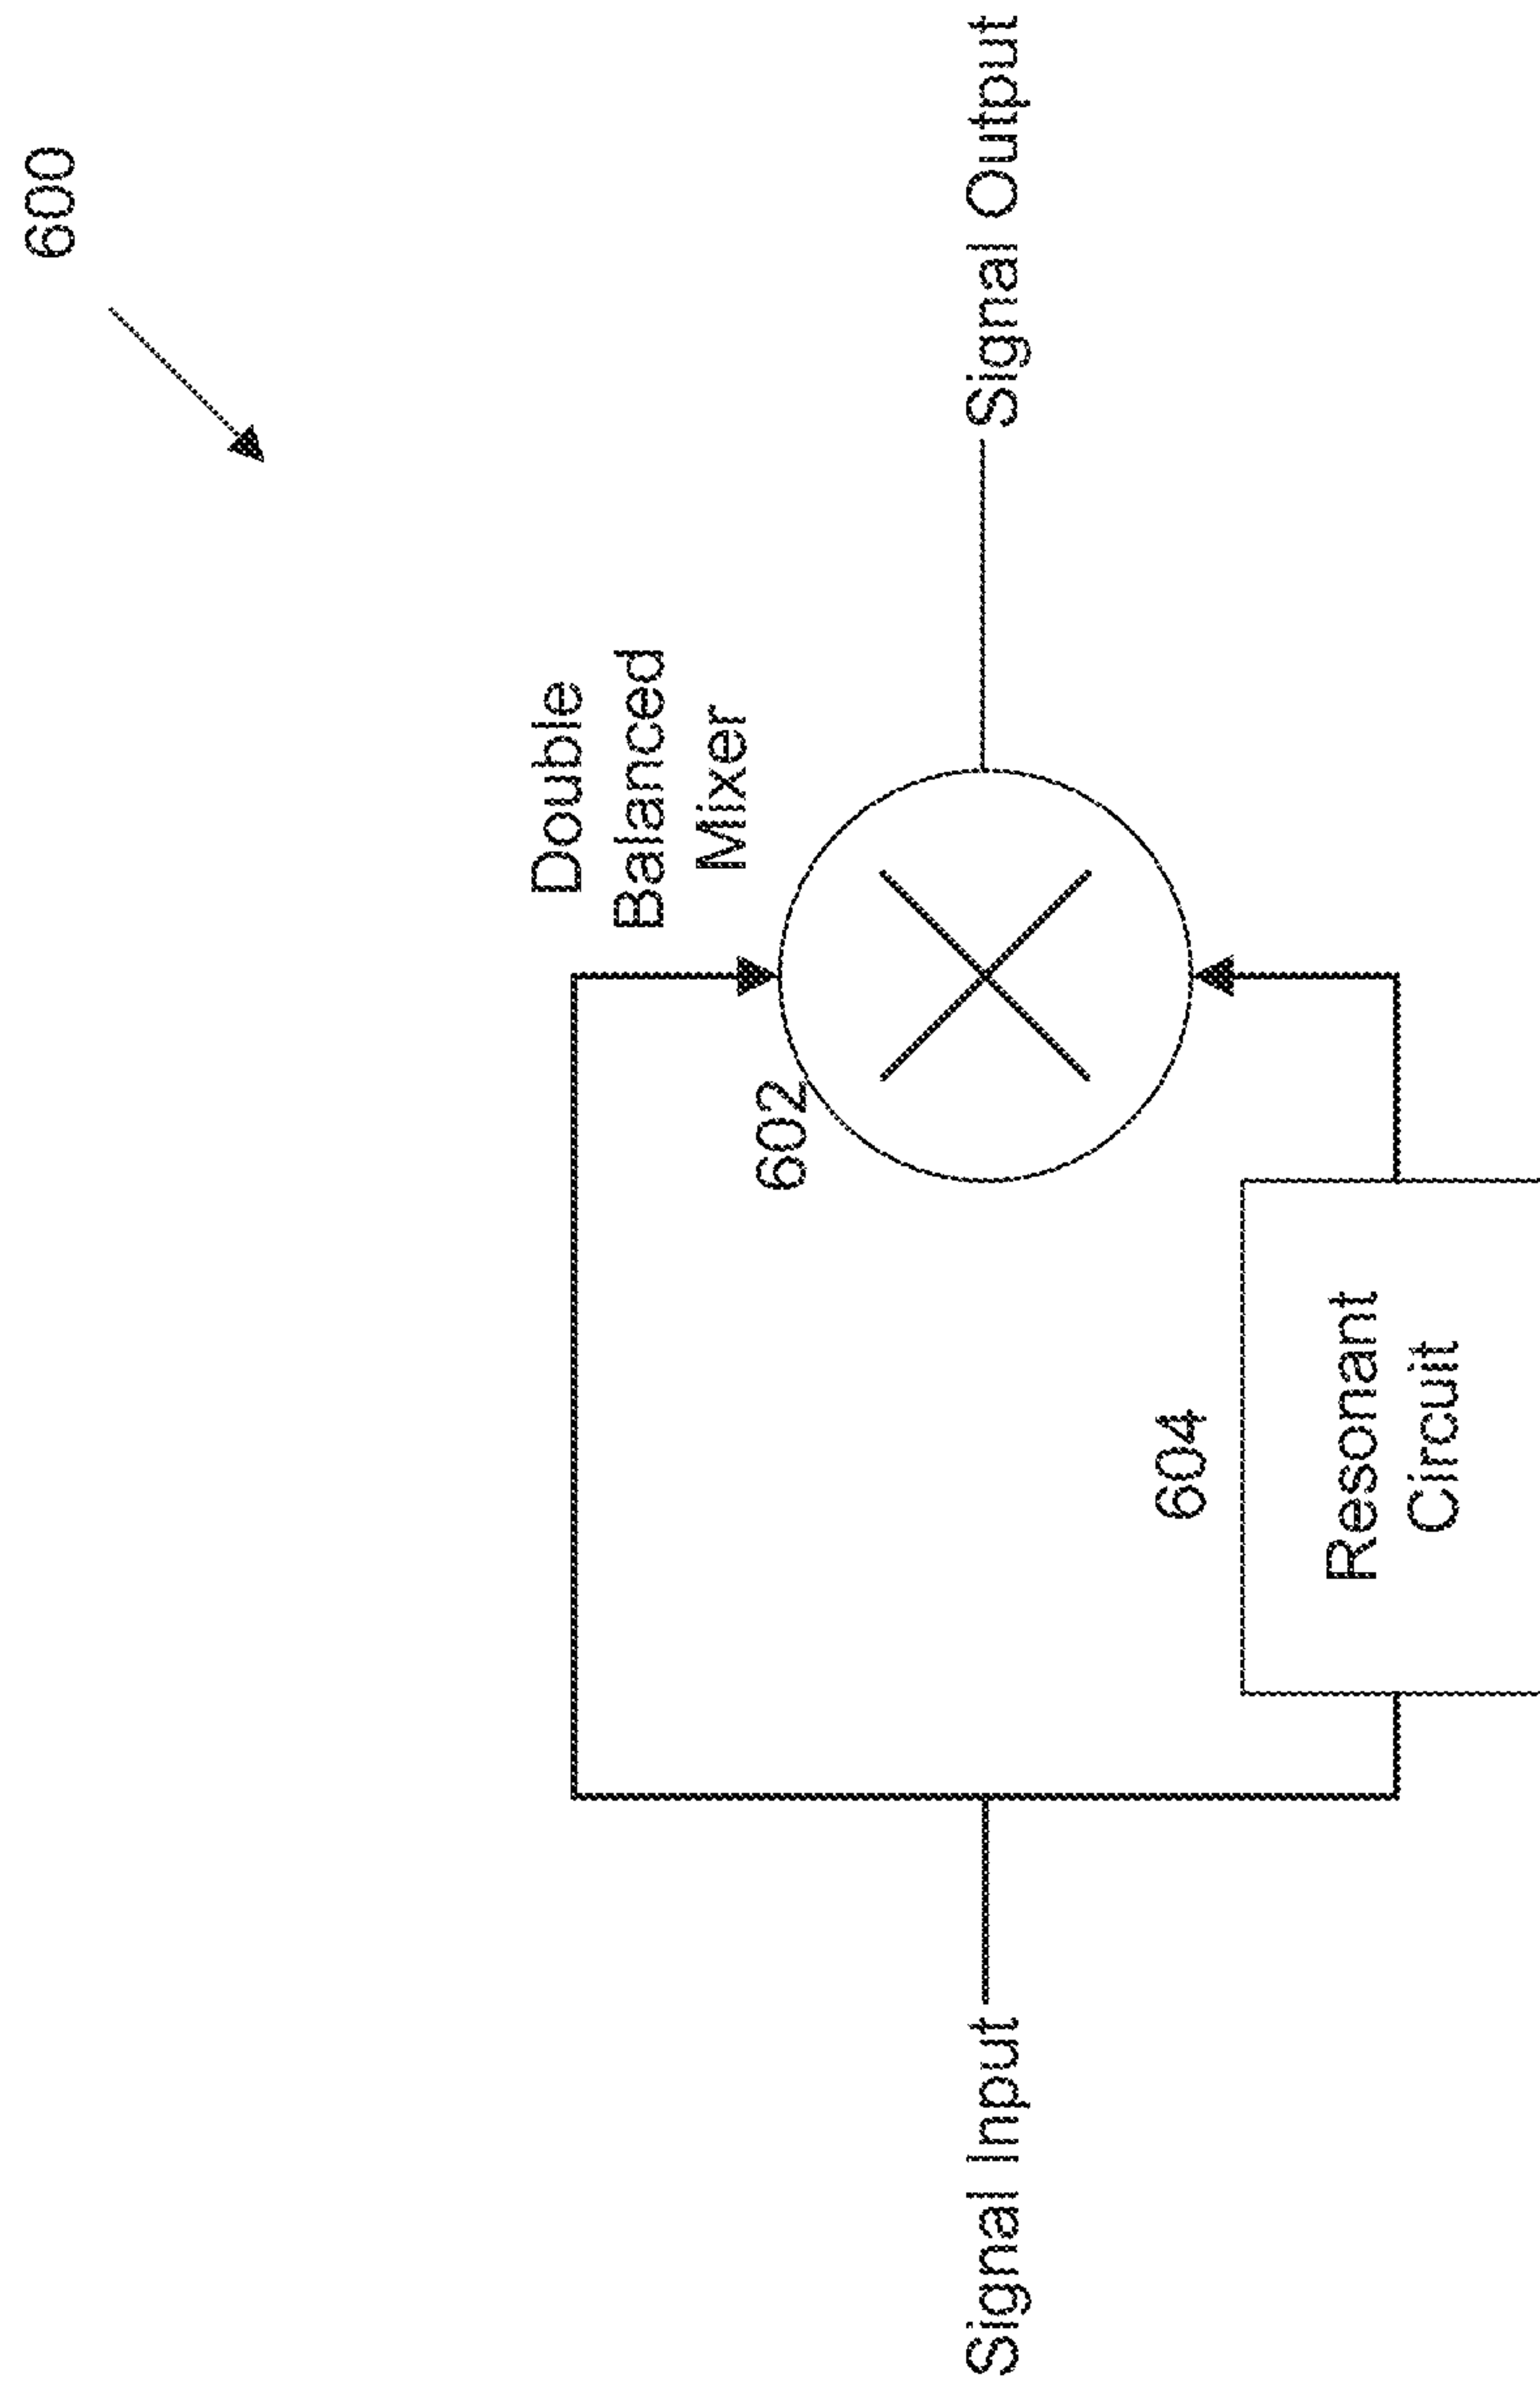 600
Double
Balanced
Mixer
602
Signal Input
Signal Output
604
Resonant
Circuit